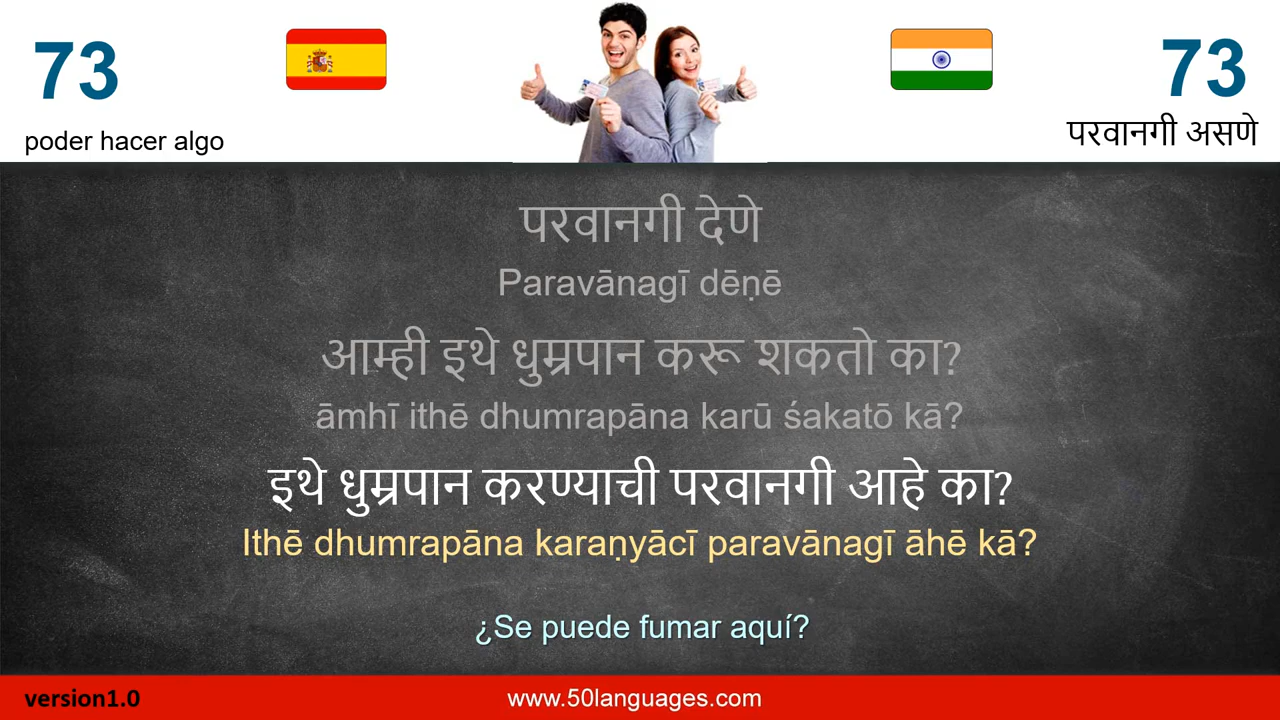 73
73
poder hacer algo
परवानगी असणे
परवानगी देणे
Paravānagī dēṇē
आम्ही इथे धुम्रपान करू शकतो का?
āmhī ithē dhumrapāna karū śakatō kā?
इथे धुम्रपान करण्याची परवानगी आहे का?
Ithē dhumrapāna karaṇyācī paravānagī āhē kā?
¿Se puede fumar aquí?
version1.0
www.50languages.com